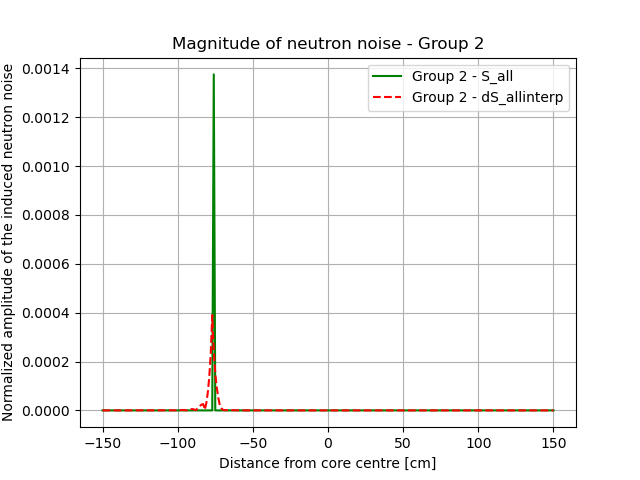 Magnitude of neutron noise - Group 2
Normalized amplitude of the induced neutron noise
0.0014
0.0012
0.0010
0.0008
0.0006
0.0004
0.0002
0.0000
Group 2 - S_all
Group 2 - dS_allinterp
−150 −100 −50 0 50 100 150
Distance from core centre [cm]